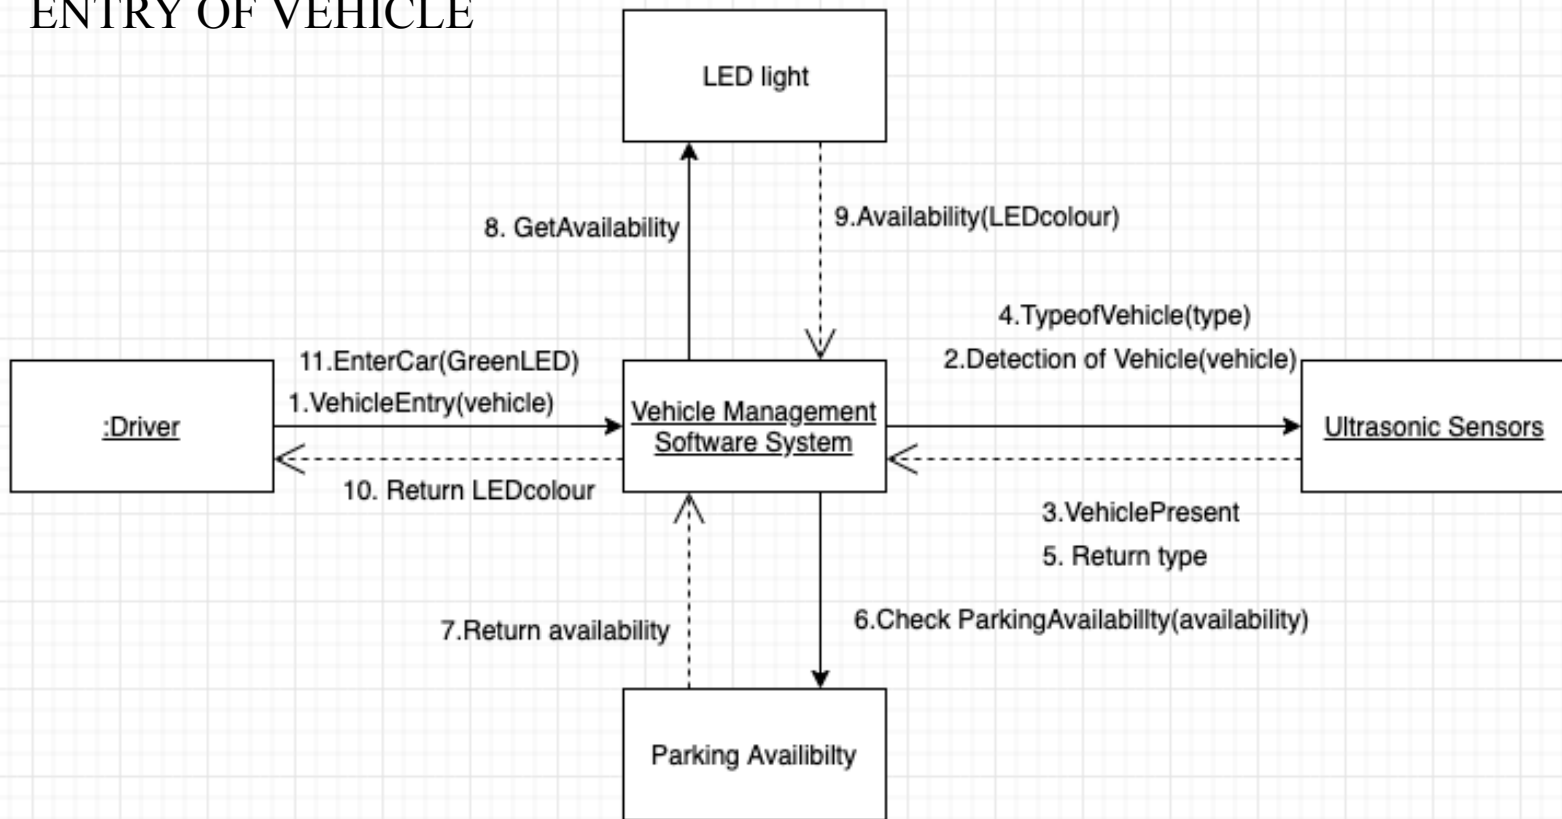 ENTRY OF VEHICLE
LED light
8. GetAvailability
9.Availability(LEDcolour)
4.TypeofVehicle(type)
2.Detection of Vehicle(vehicle)
11.EnterCar(GreenLED)
1.VehicleEntry(vehicle)
:Driver
Vehicle Management
Software System
Ultrasonic Sensors
10. Return LEDcolour
3.VehiclePresent
5. Return type
7.Return availability
6.Check ParkingAvailabillty(availability)
Parking Availibilty